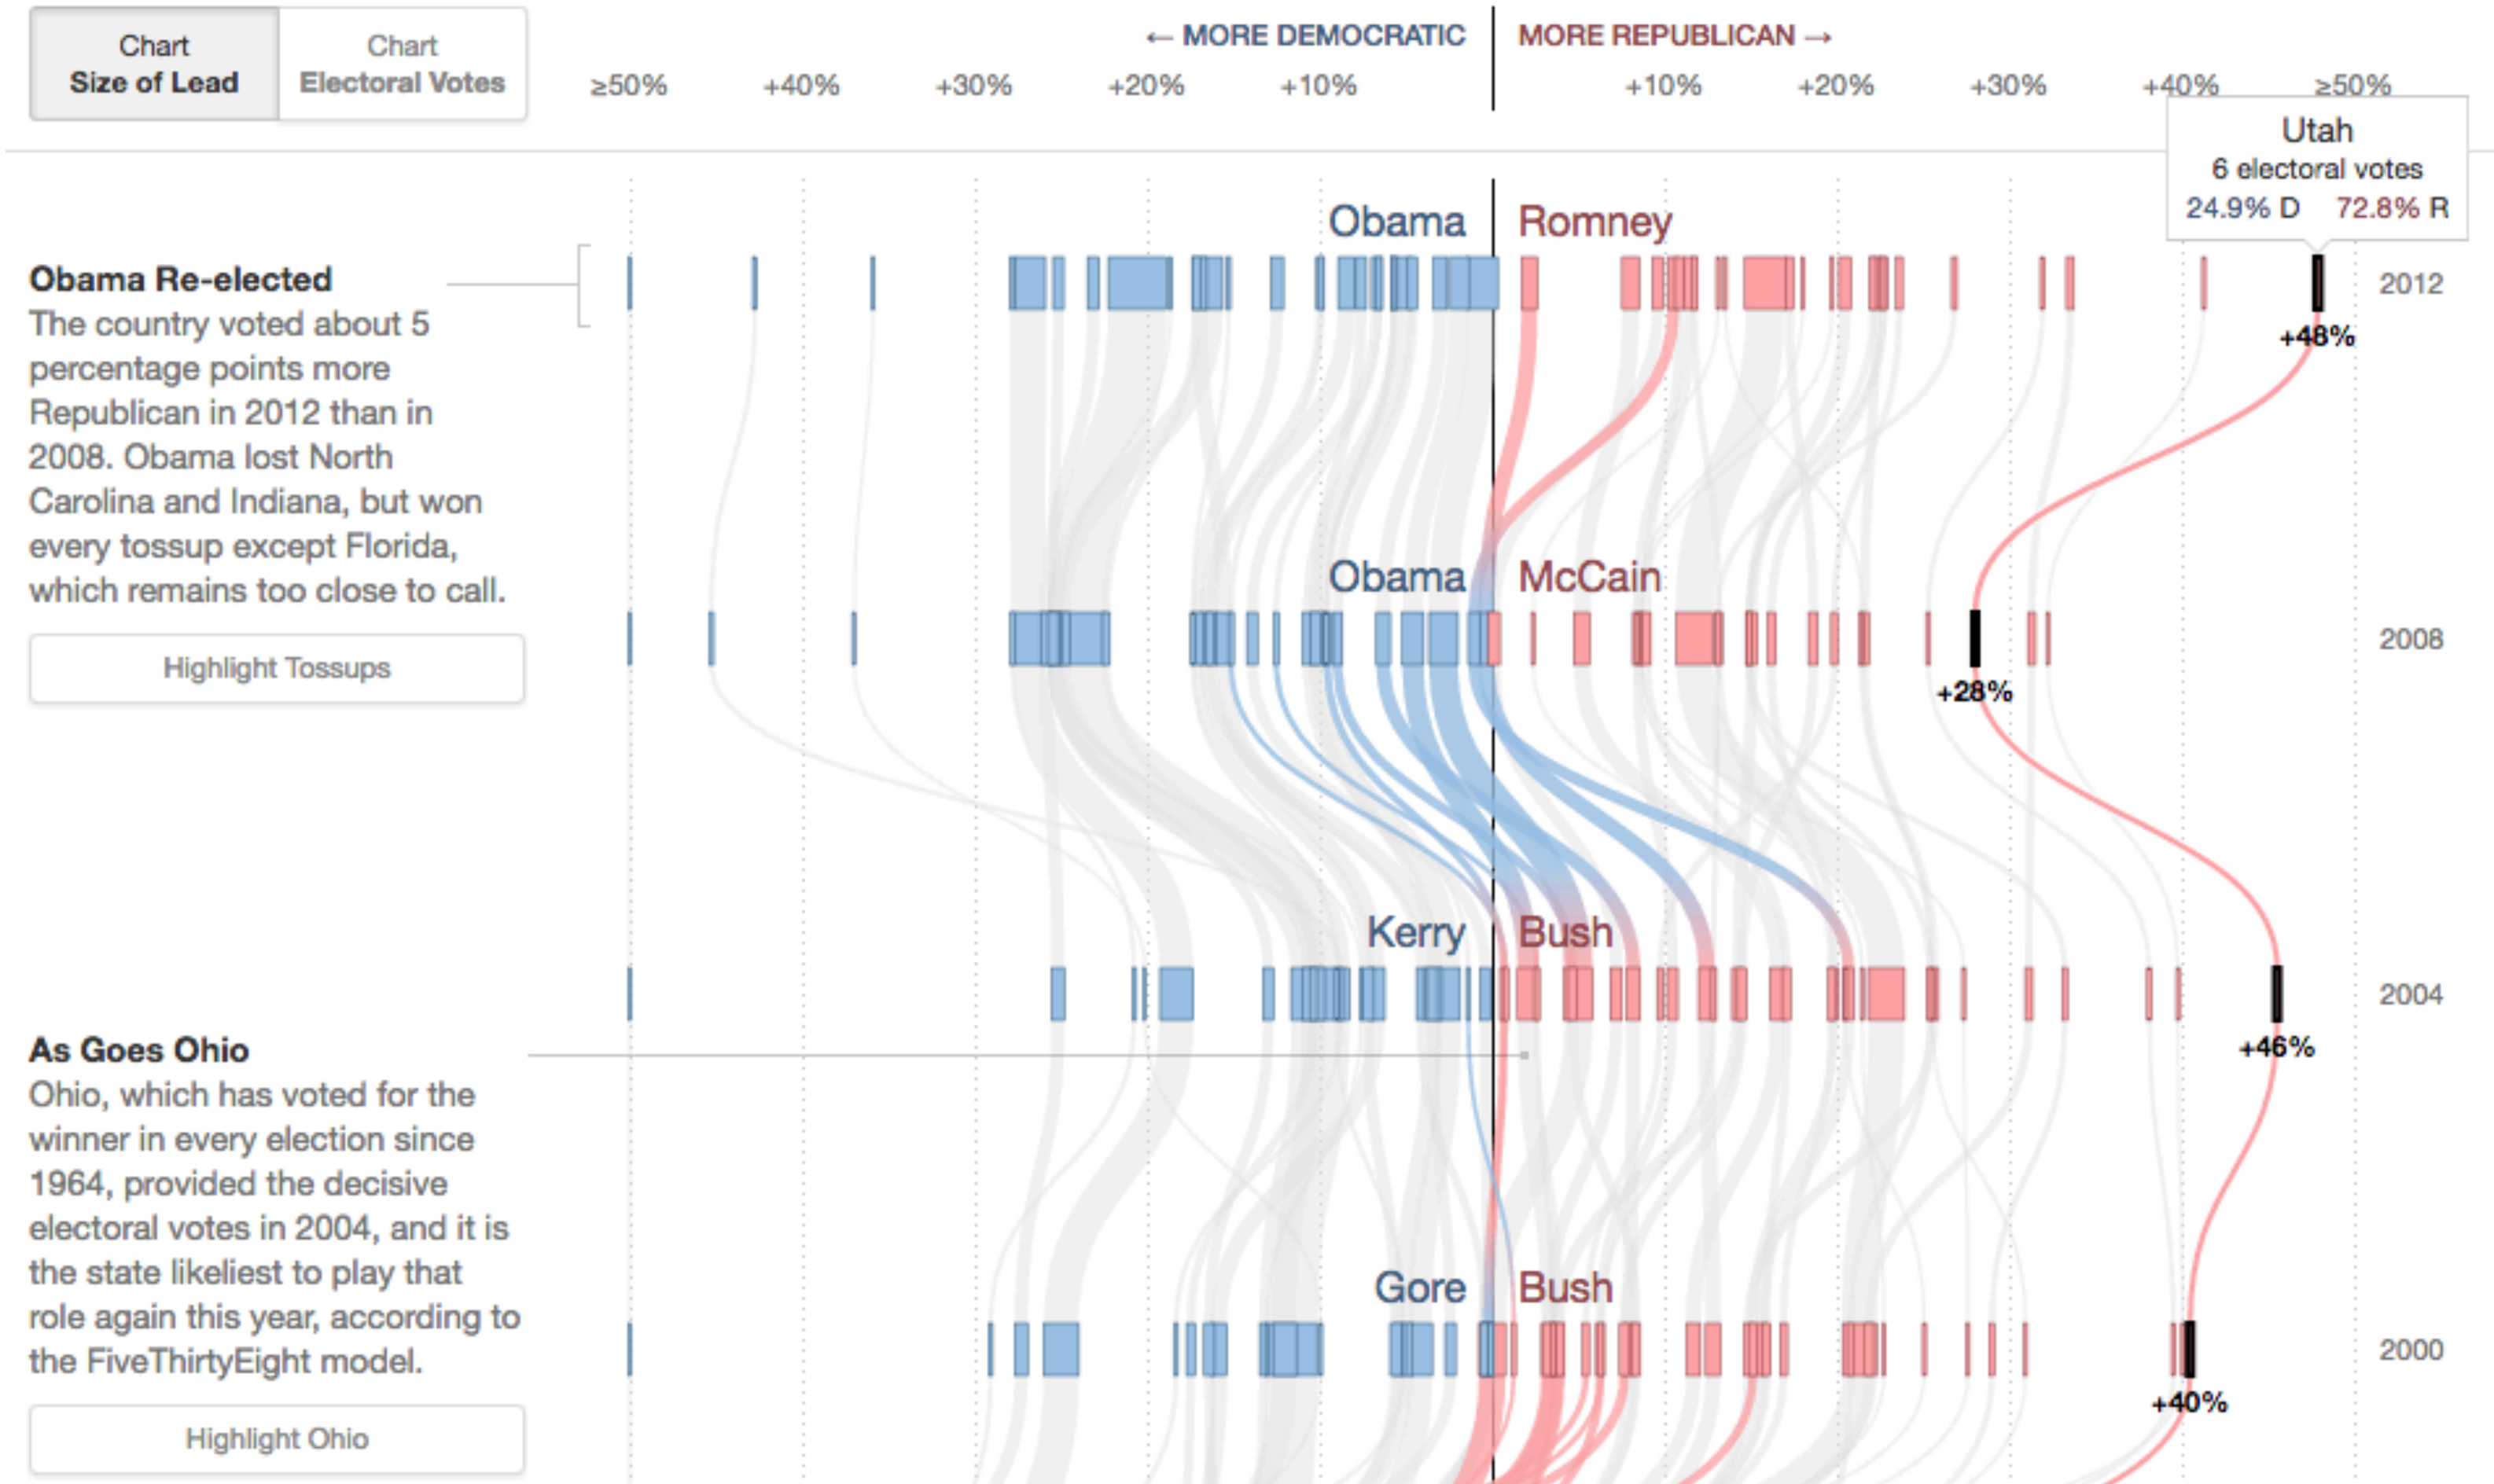 Chart
Size of Lead
Chart
Electoral Votes
← MORE DEMOCRATIC
MORE REPUBLICAN →
≥50%
+40%
+30%
+20%
+10%
+10%
+20%
+30%
+40%
≥50%
Utah
6 electoral votes
24.9% D 72.8% R
Obama
Romney
2012
+48%
Obama Re-elected
The country voted about 5
percentage points more
Republican in 2012 than in
2008. Obama lost North
Carolina and Indiana, but won
every tossup except Florida,
which remains too close to call.
Highlight Tossups
Obama
McCain
2008
+28%
Kerry
Bush
2004
+46%
As Goes Ohio
Ohio, which has voted for the
winner in every election since
1964, provided the decisive
electoral votes in 2004, and it is
the state likeliest to play that
role again this year, according to
the FiveThirtyEight model.
Highlight Ohio
Gore
Bush
2000
+40%